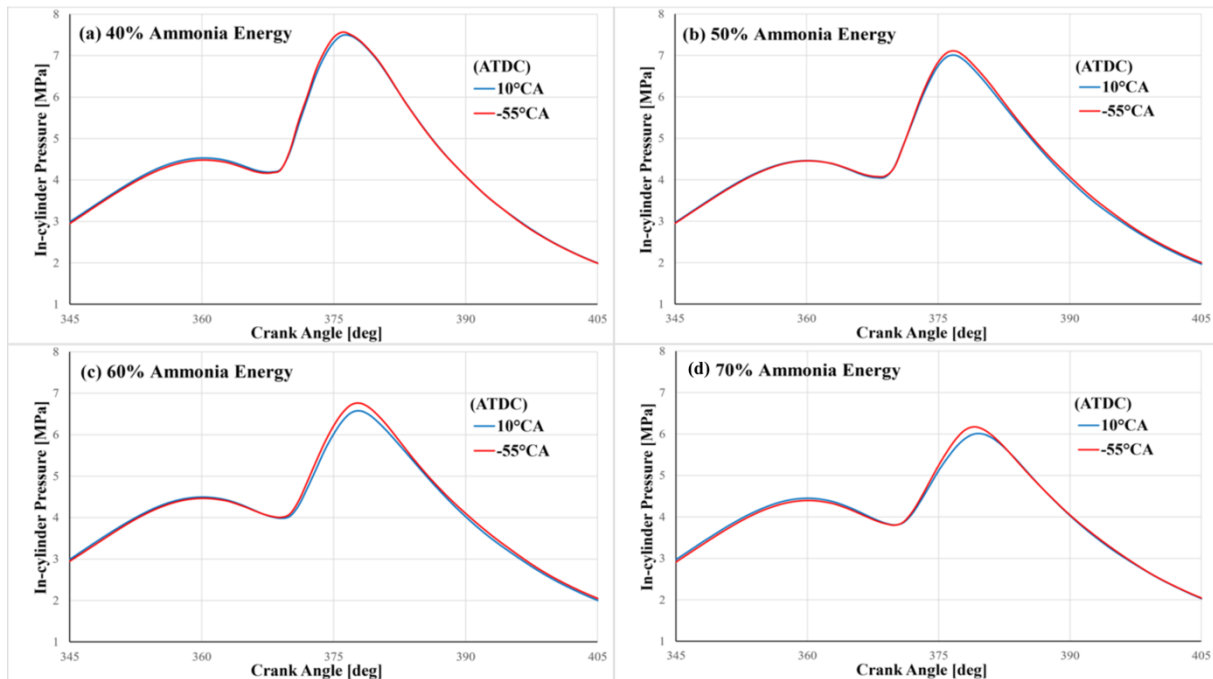 (a) 40% Ammonia Energy
8
7
6
5
4
3
2
1
In-cylinder Pressure [MPa]
(ATDC)
10°CA
-55°CA
345
360
375
390
405
Crank Angle [deg]
(b) 50% Ammonia Energy
8
7
6
5
4
3
2
1
In-cylinder Pressure [MPa]
(ATDC)
10°CA
-55°CA
345
360
375
390
405
Crank Angle [deg]
(c) 60% Ammonia Energy
8
7
6
5
4
3
2
1
In-cylinder Pressure [MPa]
(ATDC)
10°CA
-55°CA
345
360
375
390
405
Crank Angle [deg]
(d) 70% Ammonia Energy
8
7
6
5
4
3
2
1
In-cylinder Pressure [MPa]
(ATDC)
10°CA
-55°CA
345
360
375
390
405
Crank Angle [deg]